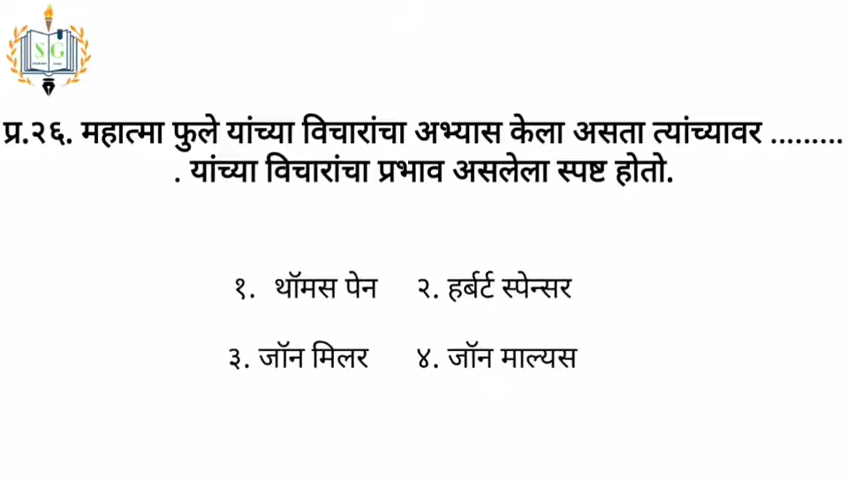 S G
प्र.२६. महात्मा फुले यांच्या विचारांचा अभ्यास केला असता त्यांच्यावर .........
. यांच्या विचारांचा प्रभाव असलेला स्पष्ट होतो.
१. थॉमस पेन २. हर्बर्ट स्पेन्सर
३. जॉन मिलर ४. जॉन माल्यस